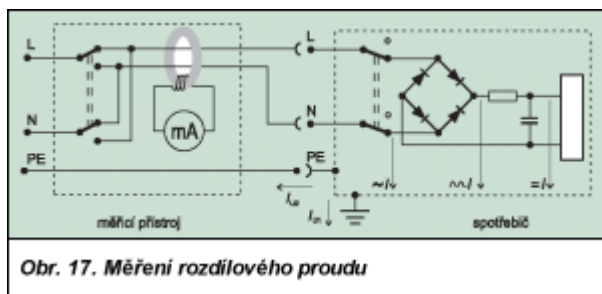 L
L
mA
N
N
PE
PE
měřicí přístroj
spotřebič
Obr. 17. Měření rozdílového proudu